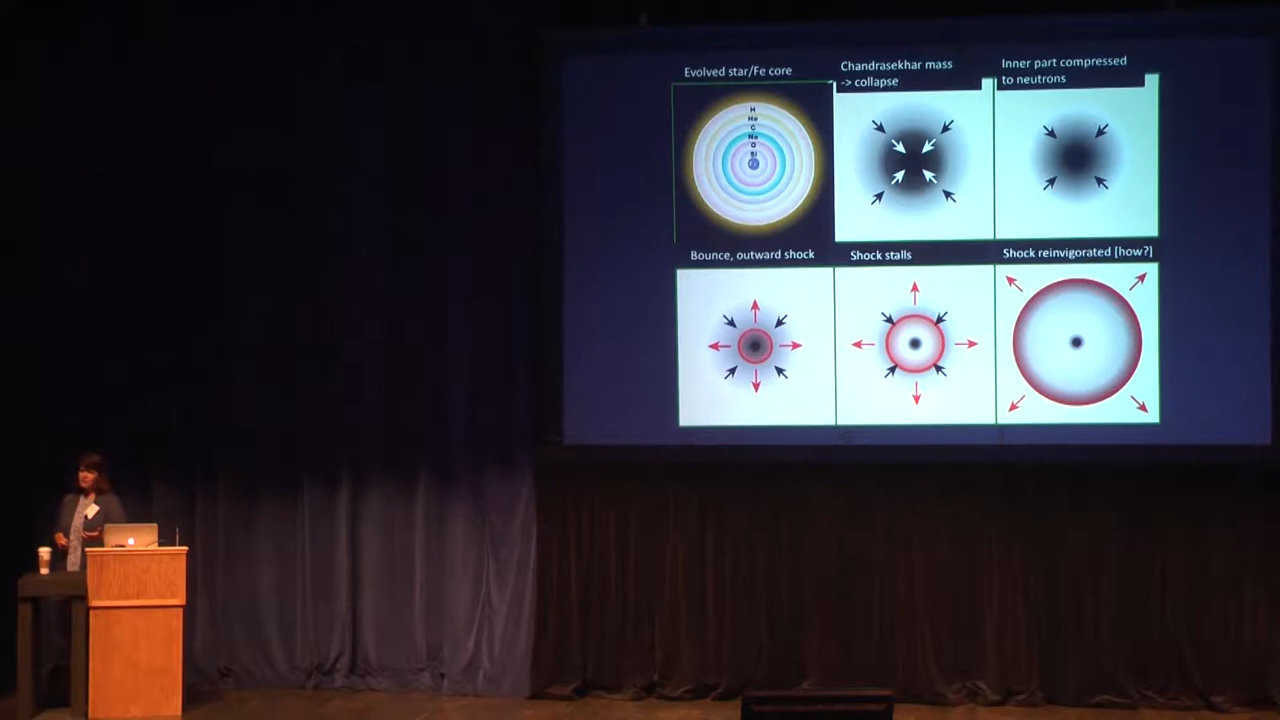 Evolved star/Fe core
Chandrasekhar mass
-> collapse
Inner part compressed
to neutrons
H
He
C
Ne
O
Si
Bounce, outward shock
Shock stalls
Shock reinvigorated [how?]